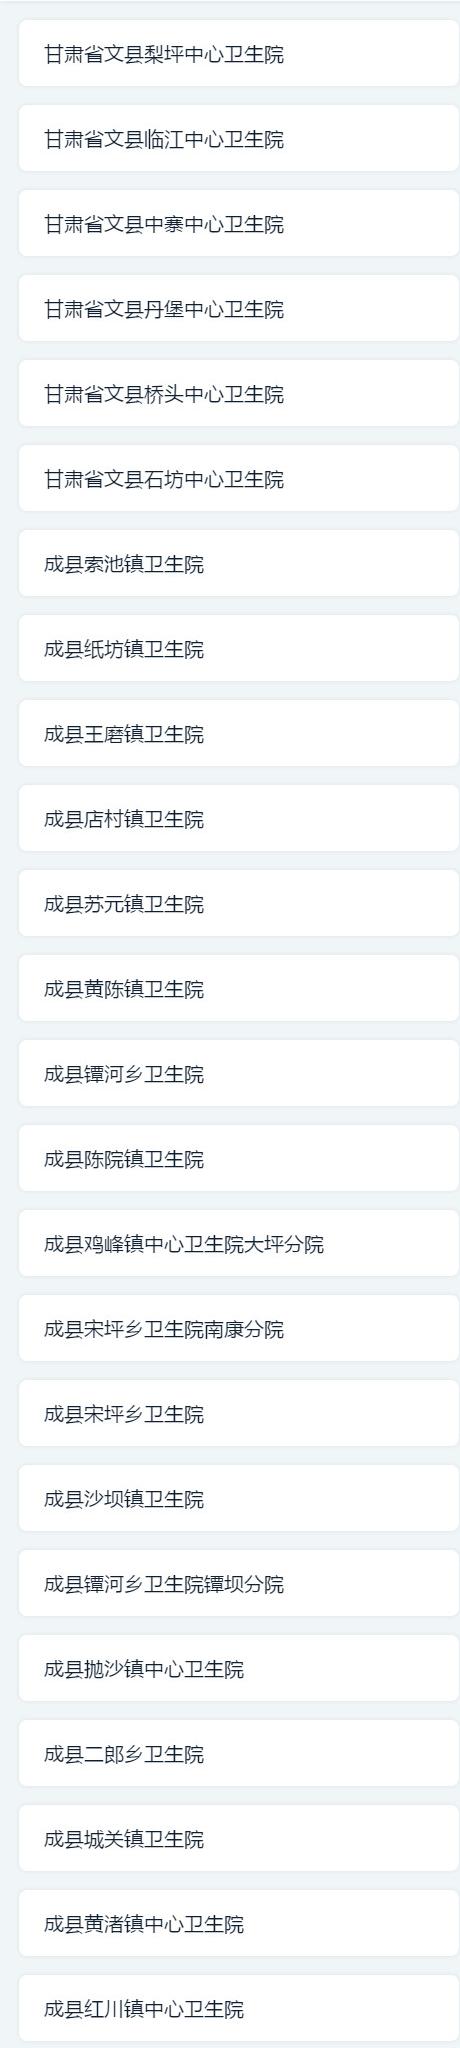 甘肃省文县梨坪中心卫生院
甘肃省文县临江中心卫生院
甘肃省文县中寨中心卫生院
甘肃省文县丹堡中心卫生院
甘肃省文县桥头中心卫生院
甘肃省文县石坊中心卫生院
成县索池镇卫生院
成县纸坊镇卫生院
成县王磨镇卫生院
成县店村镇卫生院
成县苏元镇卫生院
成县黄陈镇卫生院
成县镡河乡卫生院
成县陈院镇卫生院
成县鸡峰镇中心卫生院大坪分院
成县宋坪乡卫生院南康分院
成县宋坪乡卫生院
成县沙坝镇卫生院
成县镡河乡卫生院镡坝分院
成县抛沙镇中心卫生院
成县二郎乡卫生院
成县城关镇卫生院
成县黄渚镇中心卫生院
成县红川镇中心卫生院